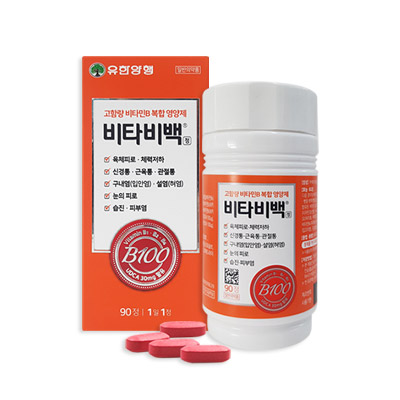 유한양행
일반의약품
고함량 비타민B 복합 영양제
비타비백®
정
육체피로 · 체력저하
신경통 · 근육통 · 관절통
구내염(입안염) · 설염(혀염)
눈의 피로
습진 · 피부염
B100
UDCA 30mg 함유
90정 | 1일 1정
고함량 비타민B 복합 영양제
비타비백®
정
육체피로·체력저하
신경통·근육통·관절통
구내염(입안염)·설염(혀염)
눈의 피로
습진·피부염
B100
90정